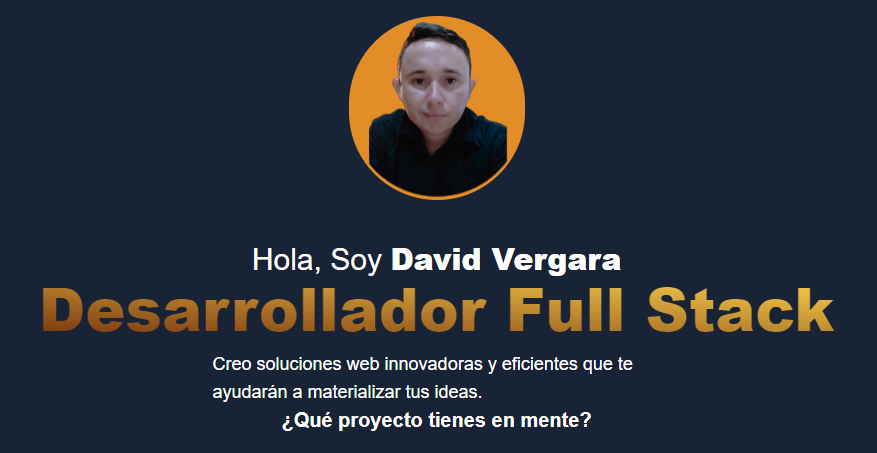 Hola, Soy David Vergara
Desarrollador Full Stack
Creo soluciones web innovadoras y eficientes que te
ayudarán a materializar tus ideas.
¿Qué proyecto tienes en mente?